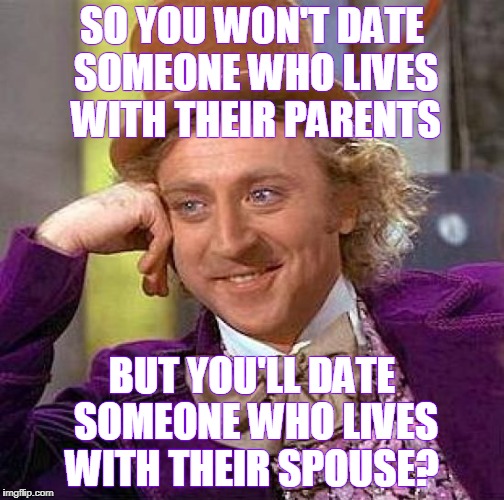 SO YOU WON'T DATE
SOMEONE WHO LIVES
WITH THEIR PARENTS
BUT YOU'LL DATE
SOMEONE WHO LIVES
WITH THEIR SPOUSE?
imgflip.com